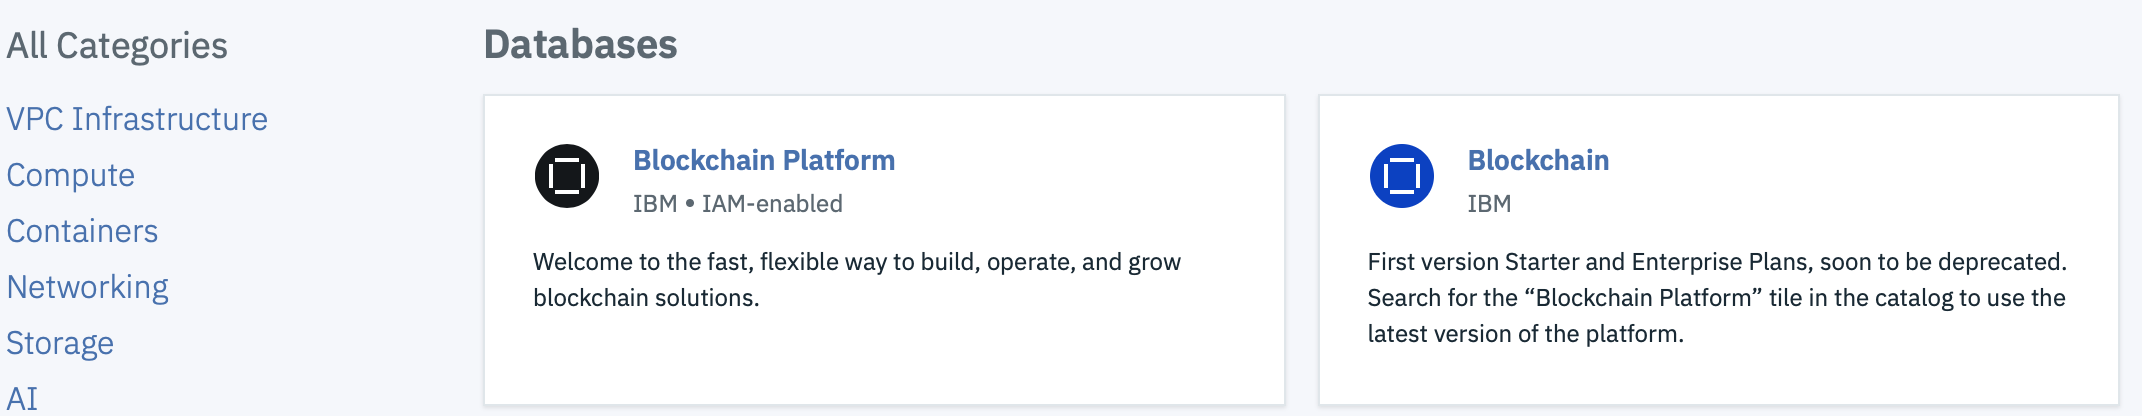 All Categories
VPC Infrastructure
Compute
Containers
Networking
Storage
AI
Databases
Blockchain Platform
IBM • IAM-enabled
Welcome to the fast, flexible way to build, operate, and grow
blockchain solutions.
Blockchain
IBM
First version Starter and Enterprise Plans, soon to be deprecated.
Search for the “Blockchain Platform” tile in the catalog to use the
latest version of the platform.